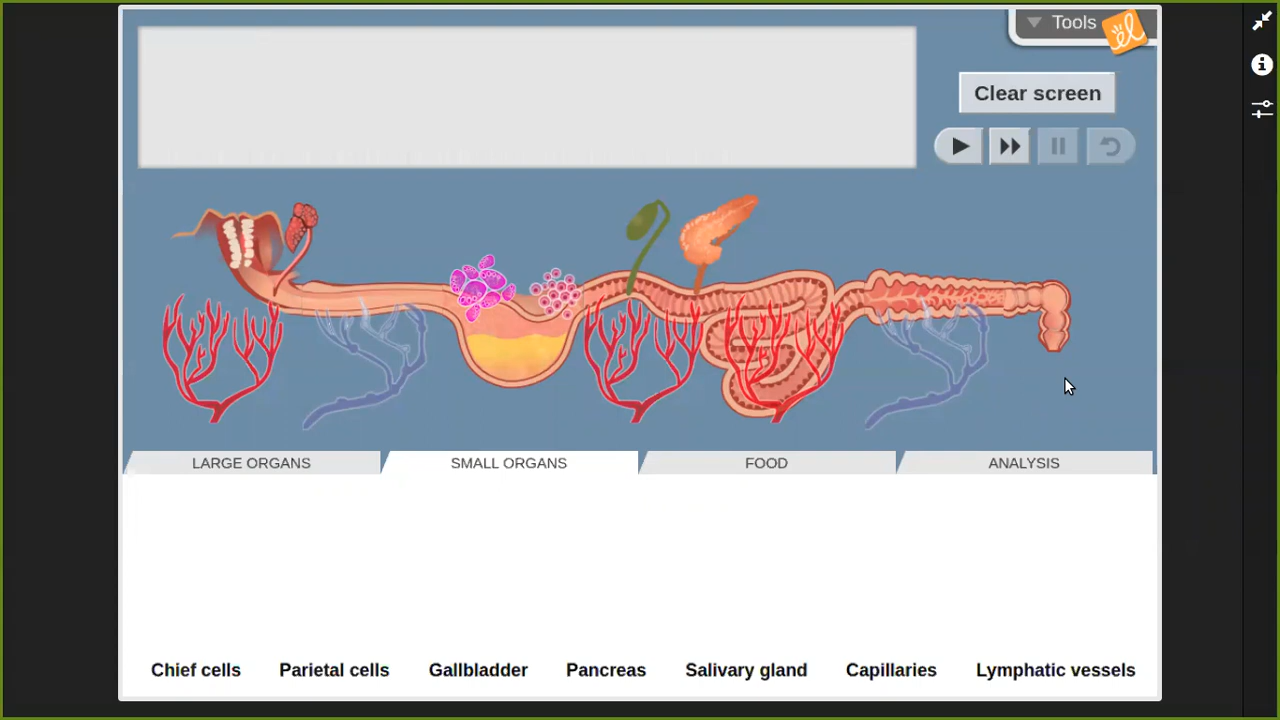 Tools
Clear screen
LARGE ORGANS SMALL ORGANS FOOD ANALYSIS
Chief cells Parietal cells Gallbladder Pancreas Salivary gland Capillaries Lymphatic vessels